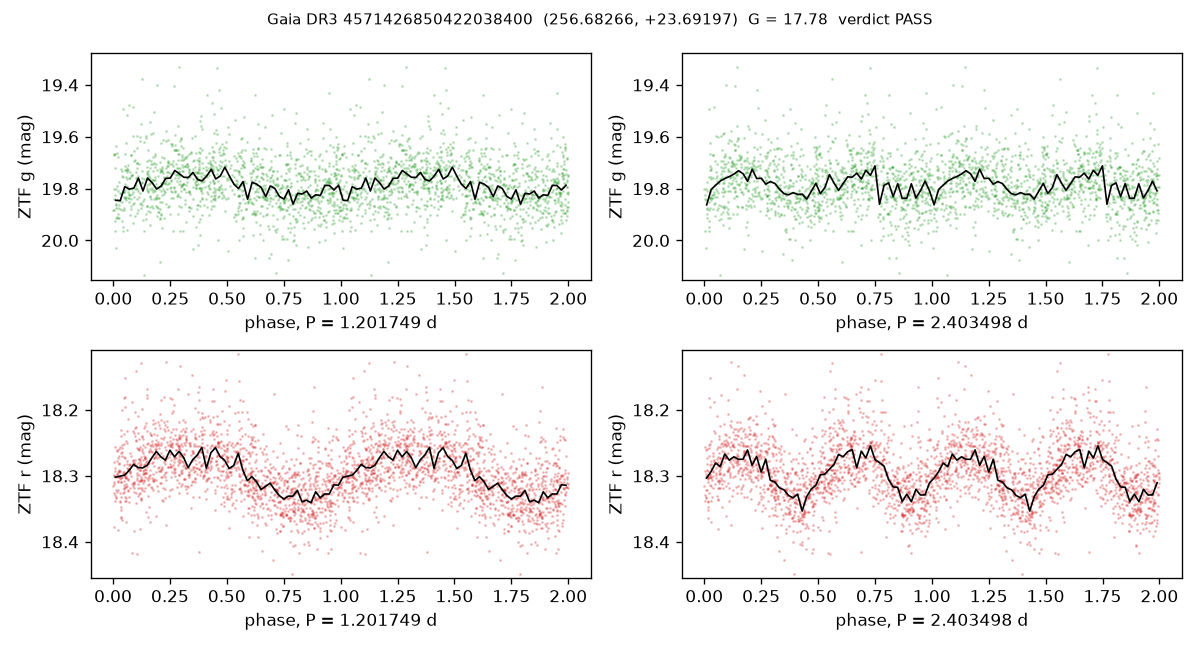 Gaia DR3 4571426850422038400 (256.68266, +23.69197) G = 17.78 verdict PASS
ZTF g (mag)
19.4
19.6
19.8
20.0
0.00 0.25 0.50 0.75 1.00 1.25 1.50 1.75 2.00
phase, P = 1.201749 d
ZTF g (mag)
19.4
19.6
19.8
20.0
0.00 0.25 0.50 0.75 1.00 1.25 1.50 1.75 2.00
phase, P = 2.403498 d
ZTF r (mag)
18.2
18.3
18.4
0.00 0.25 0.50 0.75 1.00 1.25 1.50 1.75 2.00
phase, P = 1.201749 d
ZTF r (mag)
18.2
18.3
18.4
0.00 0.25 0.50 0.75 1.00 1.25 1.50 1.75 2.00
phase, P = 2.403498 d